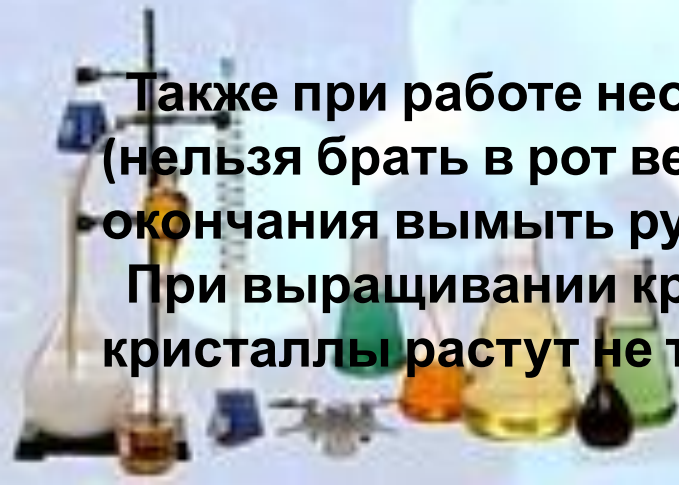 Также при работе нео
(нельзя брать в рот ве
окончания вымыть ру
При выращивании кр
кристаллы растут не т